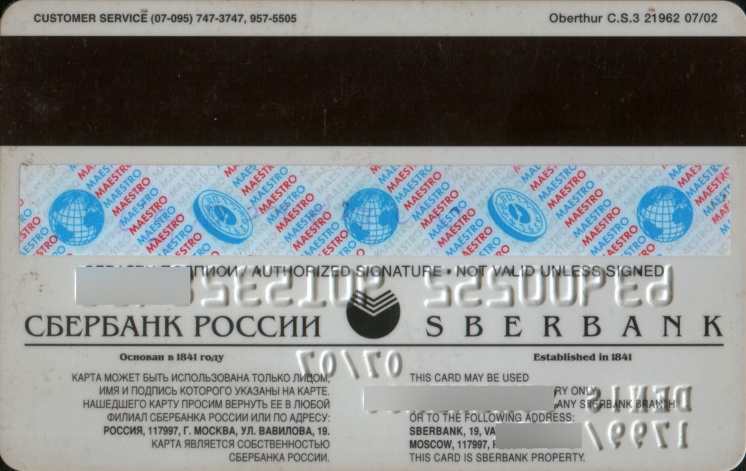 CUSTOMER SERVICE (07-095) 747-3747, 957-5505
Oberthur C.S.3 21962 07/02
MAESTRO MAESTRO MAESTRO MAESTRO MAESTRO
/ AUTHORIZED SIGNATURE • NOT VALID UNLESS SIGNED
СБЕРБАНК РОССИИ SBERBANK
Основан в 1841 году
Established in 1841
КАРТА МОЖЕТ БЫТЬ ИСПОЛЬЗОВАНА ТОЛЬКО ЛИЦОМ,
ИМЯ И ПОДПИСЬ КОТОРОГО УКАЗАНЫ НА КАРТЕ.
НАШЕДШЕГО КАРТУ ПРОСИМ ВЕРНУТЬ ЕЕ В ЛЮБОЙ
ФИЛИАЛ СБЕРБАНКА РОССИИ ИЛИ ПО АДРЕСУ:
РОССИЯ, 117997, Г. МОСКВА, УЛ. ВАВИЛОВА, 19.
КАРТА ЯВЛЯЕТСЯ СОБСТВЕННОСТЬЮ
СБЕРБАНКА РОССИИ.
THIS CARD MAY BE USED
ONLY.
ANY SBERBANK BRANCH
OR TO THE FOLLOWING ADDRESS:
SBERBANK, 19,
MOSCOW, 117997,
THIS CARD IS SBERBANK PROPERTY.